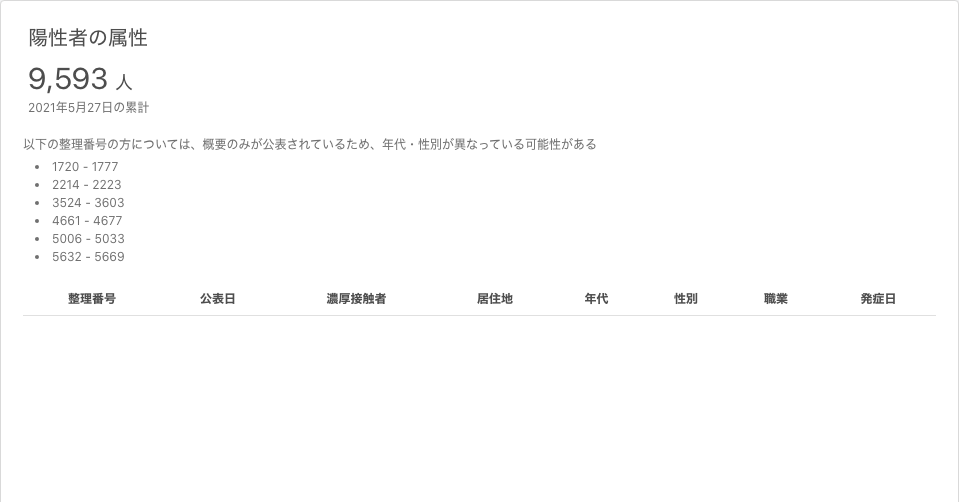 陽性者の属性
9,593 人
2021年5月27日の累計
以下の整理番号の方については、概要のみが公表されているため、年代・性別が異なっている可能性がある
• 1720 - 1777
• 2214 - 2223
• 3524 - 3603
• 4661 - 4677
• 5006 - 5033
• 5632 - 5669
整理番号 公表日 濃厚接触者 居住地 年代 性別 職業 発症日